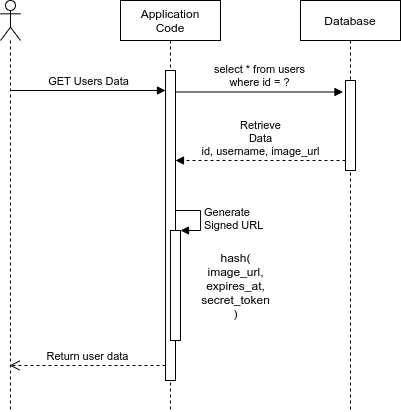 Application
Code
Database
GET Users Data
select * from users
where id = ?
Retrieve
Data
id, username, image_url
Generate
Signed URL
hash(
image_url,
expires_at,
secret_token
)
Return user data